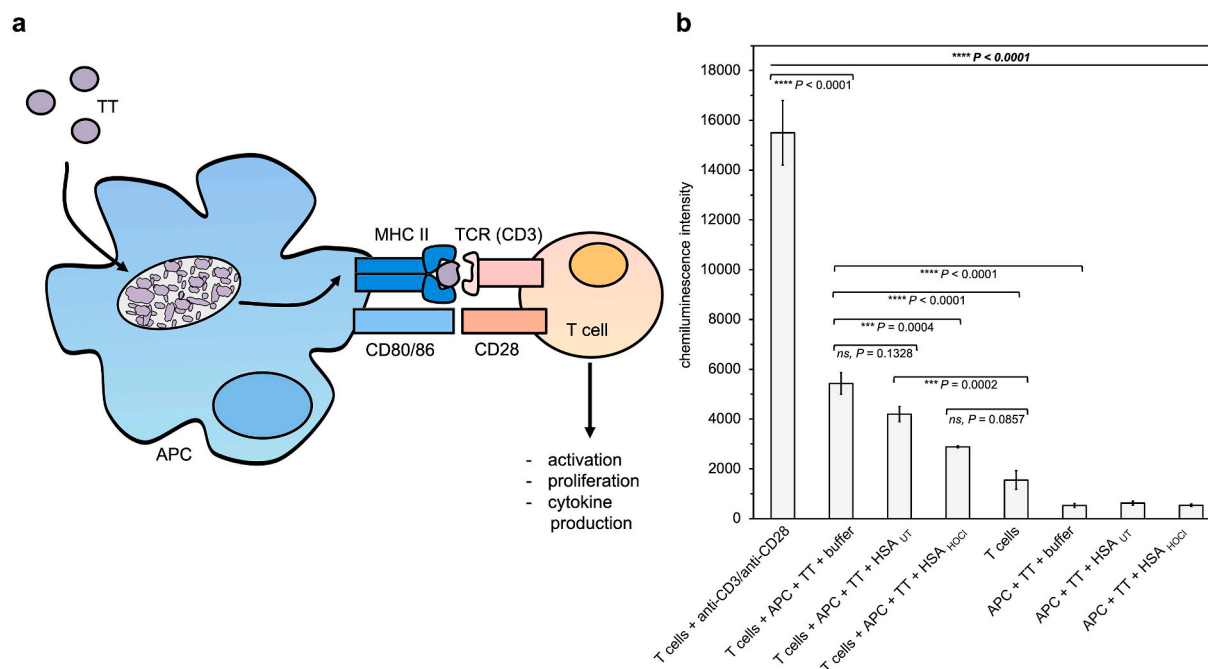 a
TT
MHC II
TCR (CD3)
T cell
CD80/86
CD28
APC
- activation
- proliferation
- cytokine
production
b
**** P < 0.0001
**** P < 0.0001
**** P < 0.0001
**** P < 0.0001
*** P = 0.0004
ns, P = 0.1328
*** P = 0.0002
ns, P = 0.0857
chemiluminescence intensity
18000
16000
14000
12000
10000
8000
6000
4000
2000
0
T cells + anti-CD3/anti-CD28
T cells + APC + TT + buffer
T cells + APC + TT + HSA UT
T cells + APC + TT + HSA HOCl
T cells
APC + TT + buffer
APC + TT + HSA UT
APC + TT + HSA HOCl